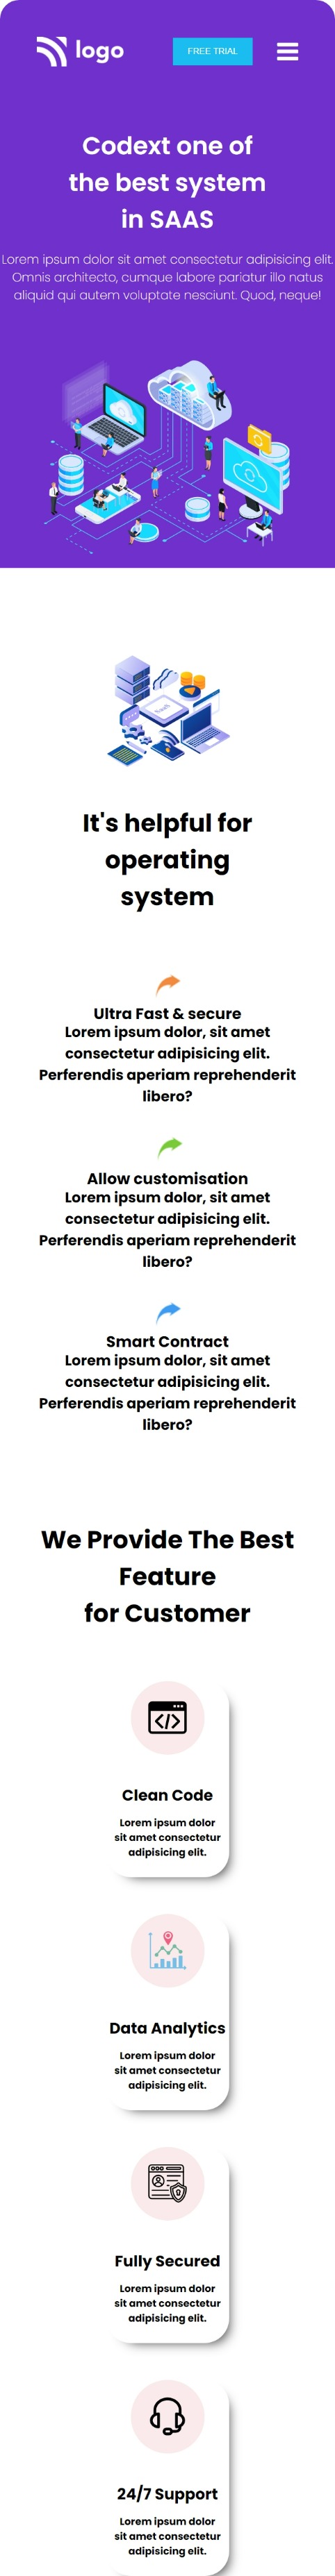 logo
FREE TRIAL
Codext one of
the best system
in SAAS
Lorem ipsum dolor sit amet consectetur adipisicing elit.
Omnis architecto, cumque labore pariatur illo natus
aliquid qui autem voluptate nesciunt. Quod, neque!
SaaS
It's helpful for
operating
system
Ultra Fast & secure
Lorem ipsum dolor, sit amet
consectetur adipisicing elit.
Perferendis aperiam reprehenderit
libero?
Allow customisation
Lorem ipsum dolor, sit amet
consectetur adipisicing elit.
Perferendis aperiam reprehenderit
libero?
Smart Contract
Lorem ipsum dolor, sit amet
consectetur adipisicing elit.
Perferendis aperiam reprehenderit
libero?
We Provide The Best
Feature
for Customer
Clean Code
Lorem ipsum dolor
sit amet consectetur
adipisicing elit.
Data Analytics
Lorem ipsum dolor
sit amet consectetur
adipisicing elit.
Fully Secured
Lorem ipsum dolor
sit amet consectetur
adipisicing elit.
24/7 Support
Lorem ipsum dolor
sit amet consectetur
adipisicing elit.